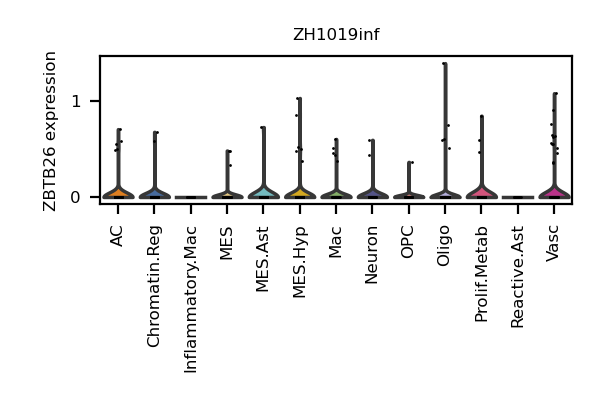 ZH1019inf
ZBTB26 expression
1
0
AC
Chromatin.Reg
Inflammatory.Mac
MES
MES.Ast
MES.Hyp
Mac
Neuron
OPC
Oligo
Prolif.Metab
Reactive.Ast
Vasc